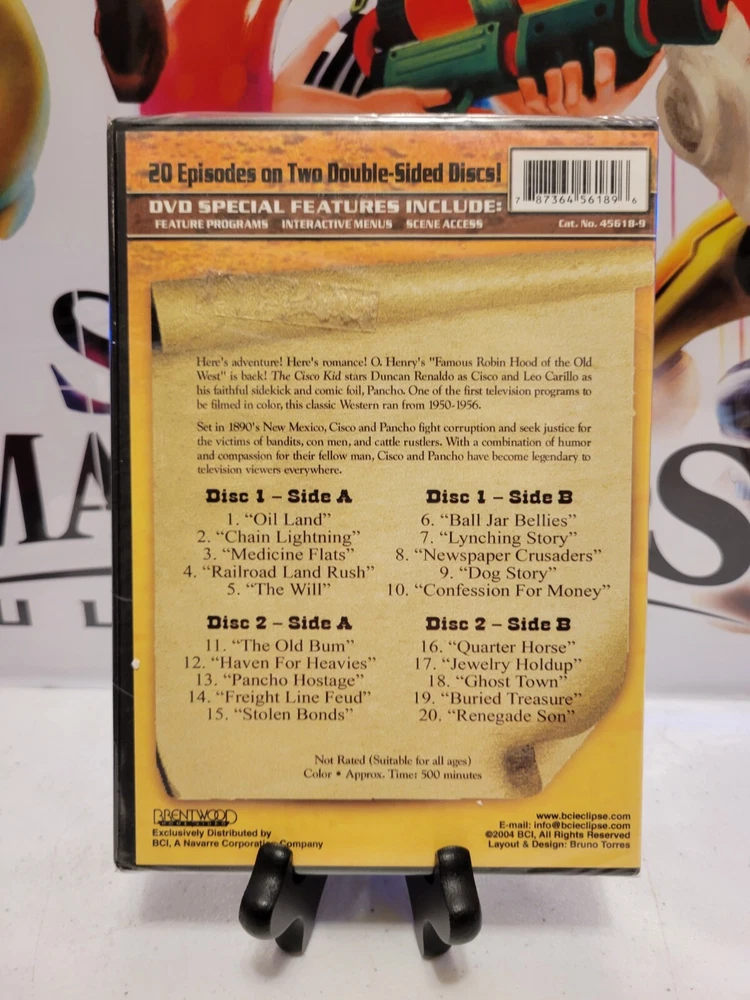 20 Episodes on Two Double-Sided Discs!
DVD SPECIAL FEATURES INCLUDE:
FEATURE PROGRAMS INTERACTIVE MENUS SCENE ACCESS
7 87364 56189 6
Cat. No. 45618-9
Here's adventure! Here's romance! O. Henry's "Famous Robin Hood of the Old
West" is back! The Cisco Kid stars Duncan Renaldo as Cisco and Leo Carillo as
his faithful sidekick and comic foil, Pancho. One of the first television programs to
be filmed in color, this classic Western ran from 1950-1956.
Set in 1890's New Mexico, Cisco and Pancho fight corruption and seek justice for
the victims of bandits, con men, and cattle rustlers. With a combination of humor
and compassion for their fellow man, Cisco and Pancho have become legendary to
television viewers everywhere.
Disc 1 – Side A
1. "Oil Land"
2. "Chain Lightning"
3. "Medicine Flats"
4. "Railroad Land Rush"
5. "The Will"
Disc 1 – Side B
6. "Ball Jar Bellies"
7. "Lynching Story"
8. "Newspaper Crusaders"
9. "Dog Story"
10. "Confession For Money"
Disc 2 – Side A
11. "The Old Bum"
12. "Haven For Heavies"
13. "Pancho Hostage"
14. "Freight Line Feud"
15. "Stolen Bonds"
Disc 2 – Side B
16. "Quarter Horse"
17. "Jewelry Holdup"
18. "Ghost Town"
19. "Buried Treasure"
20. "Renegade Son"
Not Rated (Suitable for all ages)
Color • Approx. Time: 500 minutes
BRENTWOOD
HOME VIDEO
Exclusively Distributed by
BCI, A Navarre Corporation Company
www.bcieclipse.com
E-mail: info@bcieclipse.com
©2004 BCI, All Rights Reserved
Layout & Design: Bruno Torres